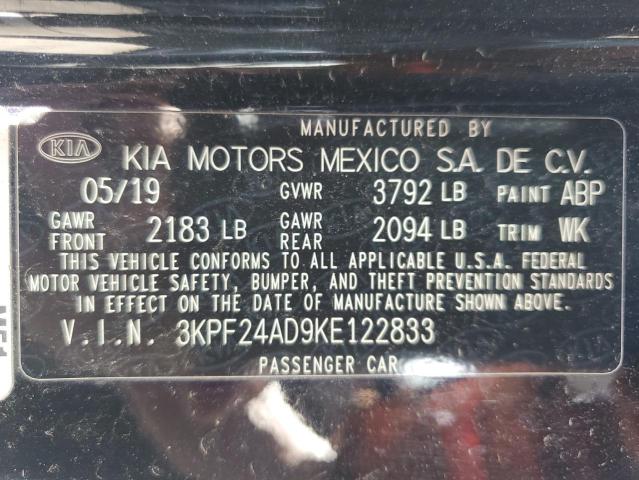 MANUFACTURED BY
KIA KIA MOTORS MEXICO S.A. DE C.V.
05/19 GVWR 3792 LB PAINT ABP
GAWR FRONT 2183 LB GAWR REAR 2094 LB TRIM WK
THIS VEHICLE CONFORMS TO ALL APPLICABLE U.S.A. FEDERAL
MOTOR VEHICLE SAFETY, BUMPER, AND THEFT PREVENTION STANDARDS
IN EFFECT ON THE DATE OF MANUFACTURE SHOWN ABOVE.
V.I.N. 3KPF24AD9KE122833
PASSENGER CAR